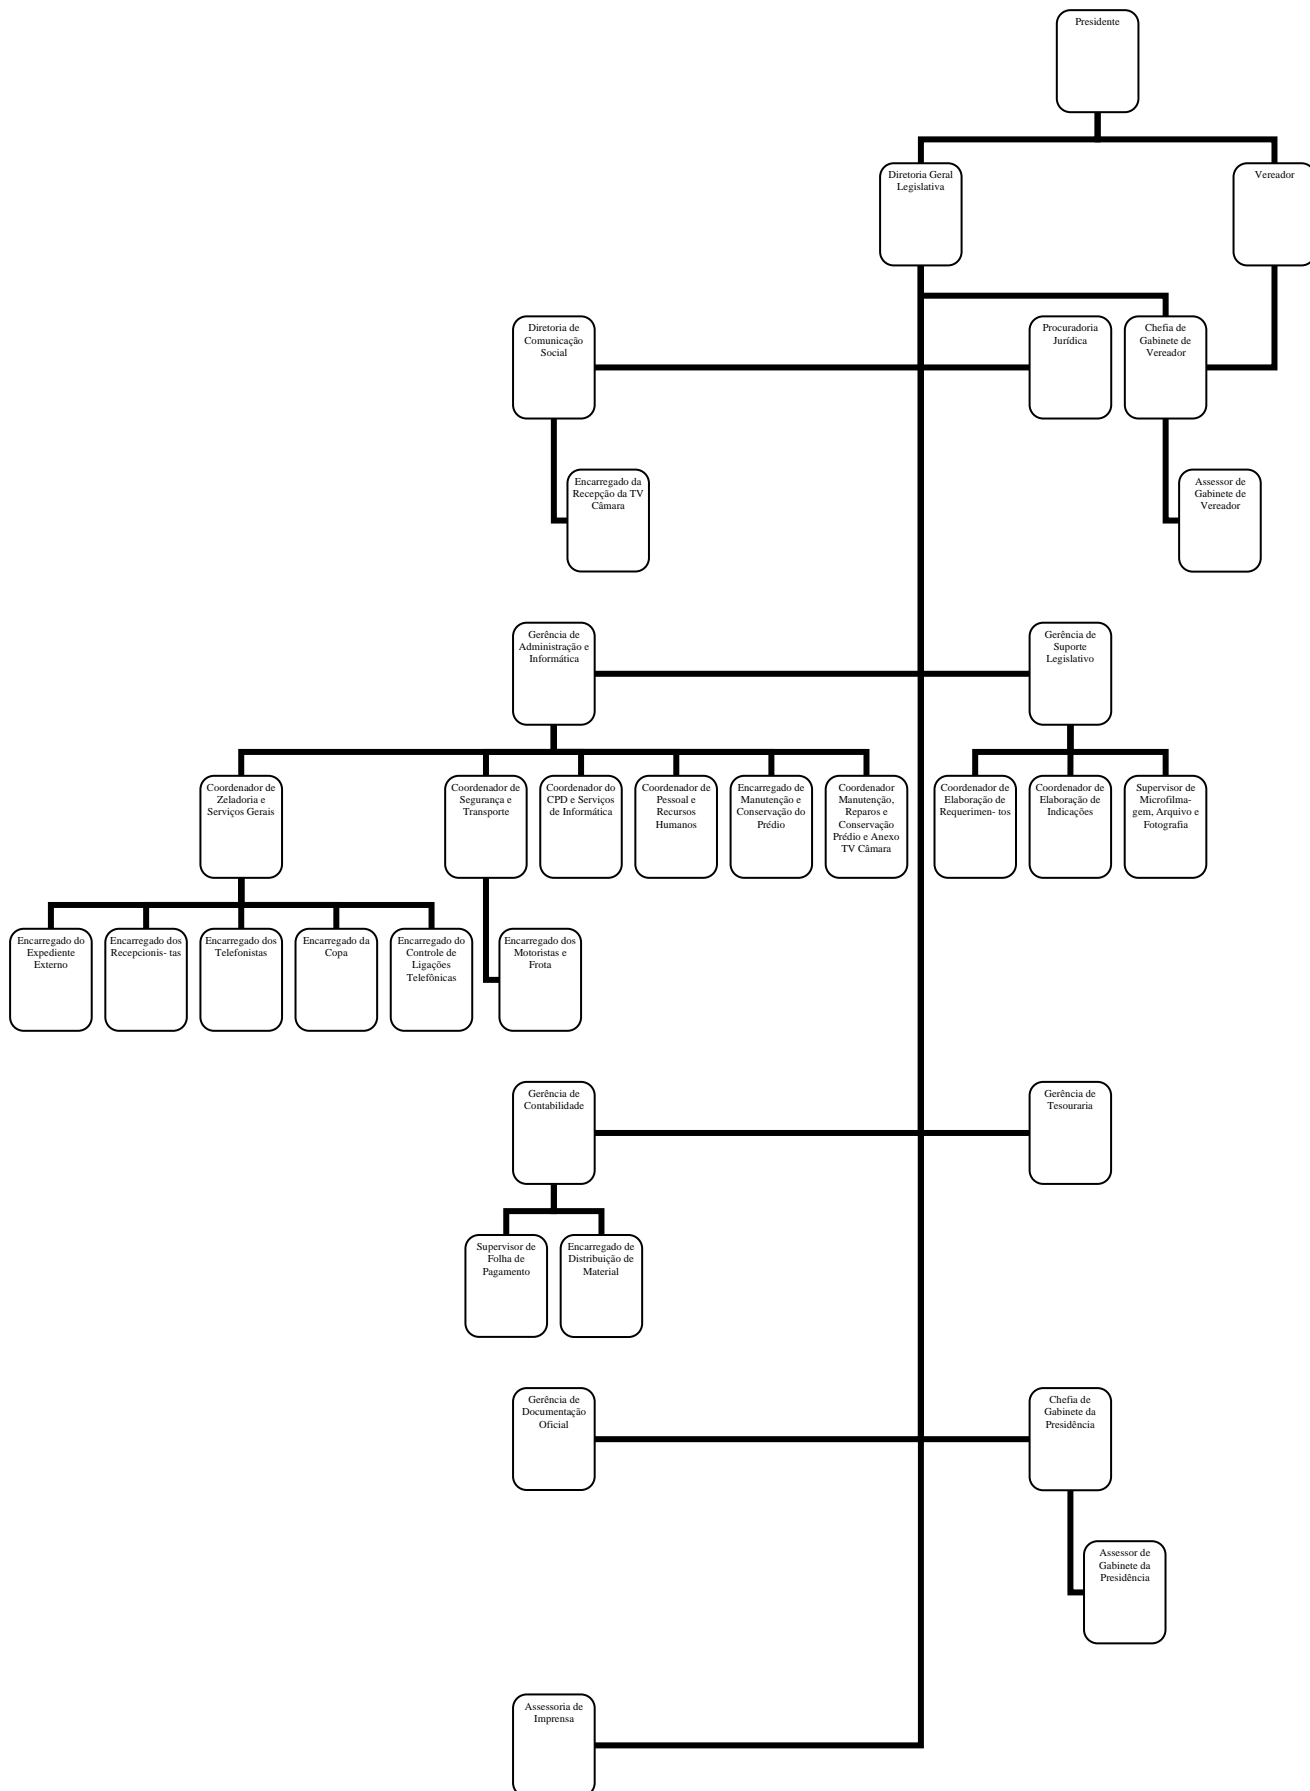 Presidente
Diretoria Geral
Legislativa
Vereador
Diretoria de
Comunicação
Social
Procuradoria
Jurídica
Chefia de
Gabinete de
Vereador
Encarregado da
Recepção da TV
Câmara
Assessor de
Gabinete de
Vereador
Gerência de
Administração e
Informática
Gerência de
Suporte
Legislativo
Coordenador de
Zeladoria e
Serviços Gerais
Coordenador de
Segurança e
Transporte
Coordenador do
CPD e Serviços
de Informática
Coordenador de
Pessoal e
Recursos
Humanos
Encarregado de
Manutenção e
Conservação do
Prédio
Coordenador
Manutenção,
Reparos e
Conservação
Prédio e Anexo
TV Câmara
Coordenador de
Elaboração de
Requerimen- tos
Coordenador de
Elaboração de
Indicações
Supervisor de
Microfilma-
gem, Arquivo e
Fotografia
Encarregado do
Expediente
Externo
Encarregado dos
Recepcionis- tas
Encarregado dos
Telefonistas
Encarregado da
Copa
Encarregado do
Controle de
Ligações
Telefônicas
Encarregado dos
Motoristas e
Frota
Gerência de
Contabilidade
Gerência de
Tesouraria
Supervisor de
Folha de
Pagamento
Encarregado de
Distribuição de
Material
Gerência de
Documentação
Oficial
Chefia de
Gabinete da
Presidência
Assessor de
Gabinete da
Presidência
Assessoria de
Imprensa